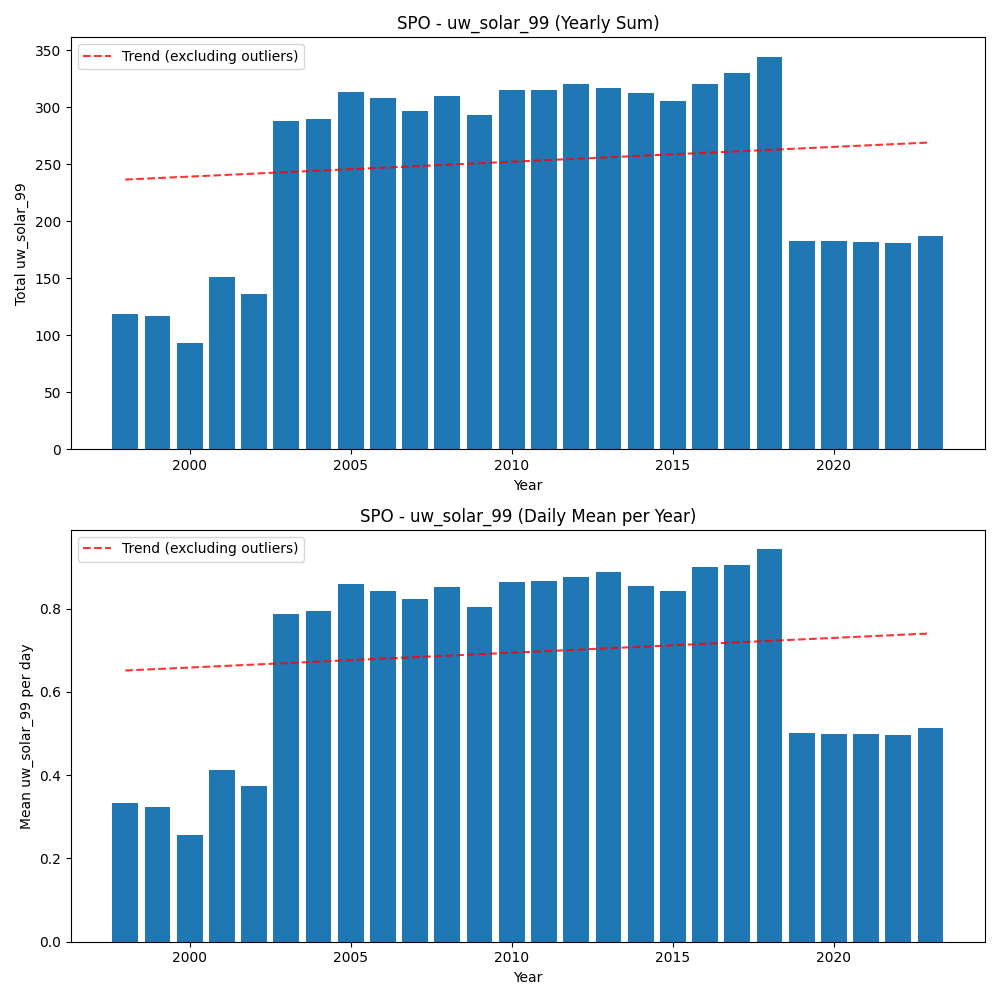 SPO - uw_solar_99 (Yearly Sum)
Trend (excluding outliers)
350
300
250
200
150
100
50
0
Total uw_solar_99
2000 2005 2010 2015 2020
Year
SPO - uw_solar_99 (Daily Mean per Year)
Trend (excluding outliers)
0.8
0.6
0.4
0.2
0.0
Mean uw_solar_99 per day
2000 2005 2010 2015 2020
Year